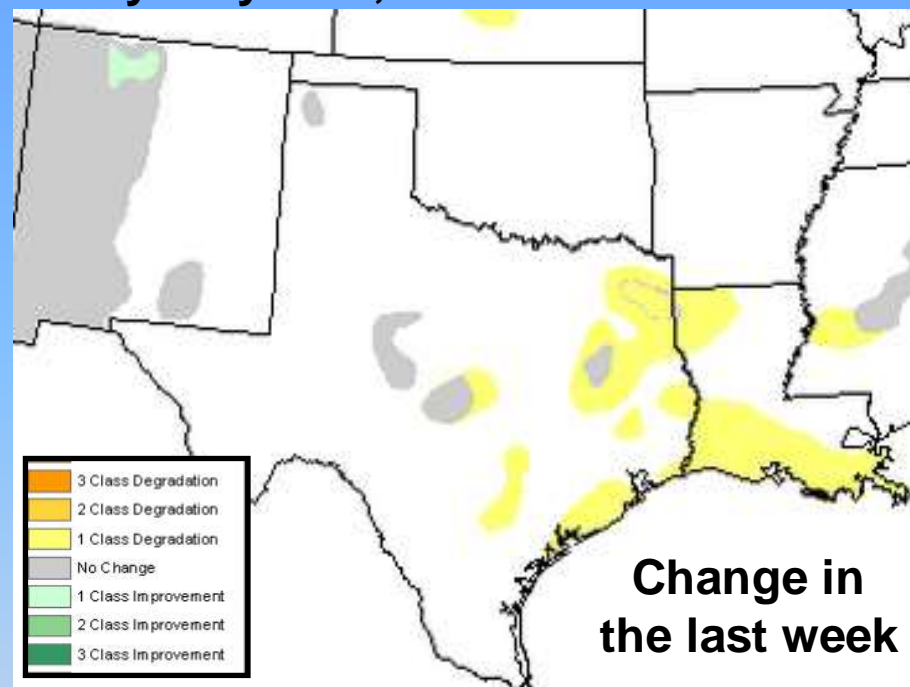 3 Class Degradation
2 Class Degradation
1 Class Degradation
No Change
1 Class Improvement
2 Class Improvement
3 Class Improvement
Change in
the last week